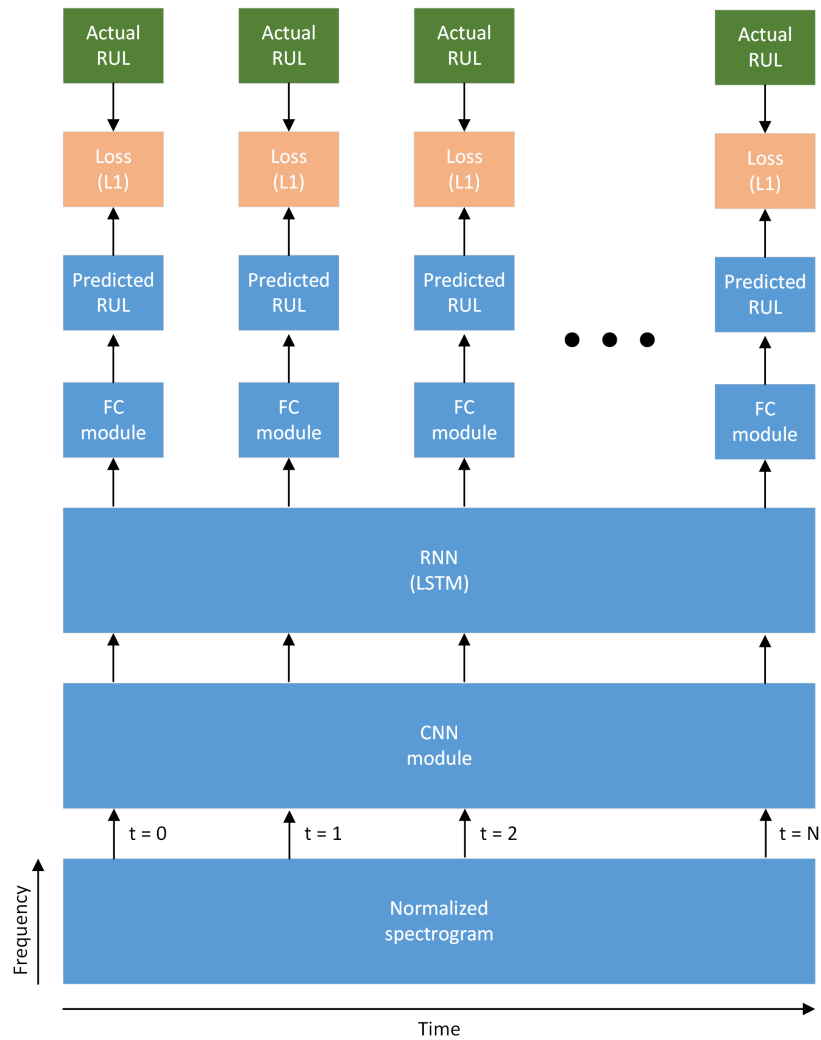 Actual
RUL
Actual
RUL
Actual
RUL
Actual
RUL
Loss
(L1)
Loss
(L1)
Loss
(L1)
Loss
(L1)
Predicted
RUL
Predicted
RUL
Predicted
RUL
Predicted
RUL
FC
module
FC
module
FC
module
FC
module
RNN
(LSTM)
CNN
module
t = 0
t = 1
t = 2
t = N
Frequency
Normalized
spectrogram
Time